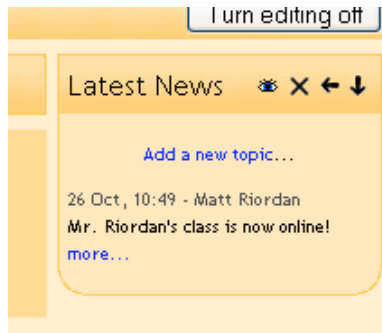 Turn editing off
Latest News
Add a new topic...
26 Oct, 10:49 - Matt Riordan
Mr. Riordan's class is now online!
more...